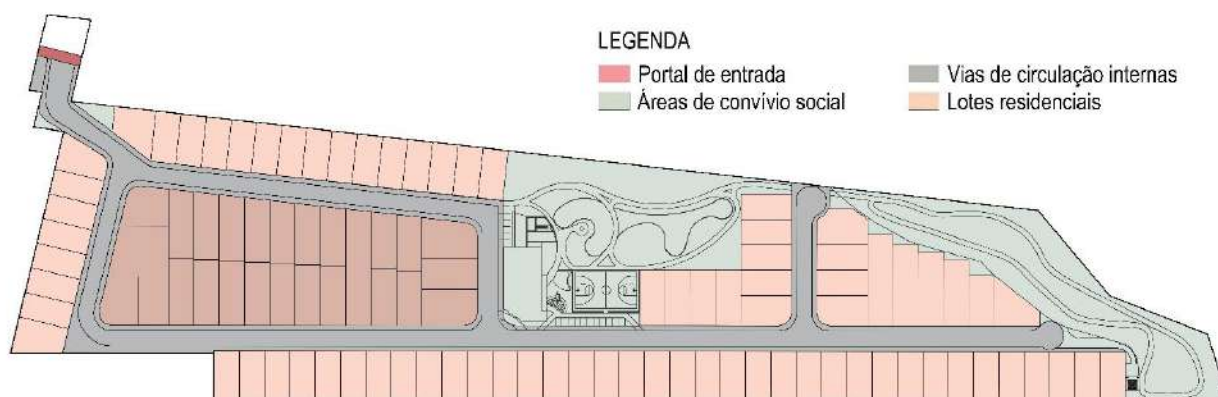 LEGENDA
Portal de entrada
Vias de circulação internas
Áreas de convívio social
Lotes residenciais